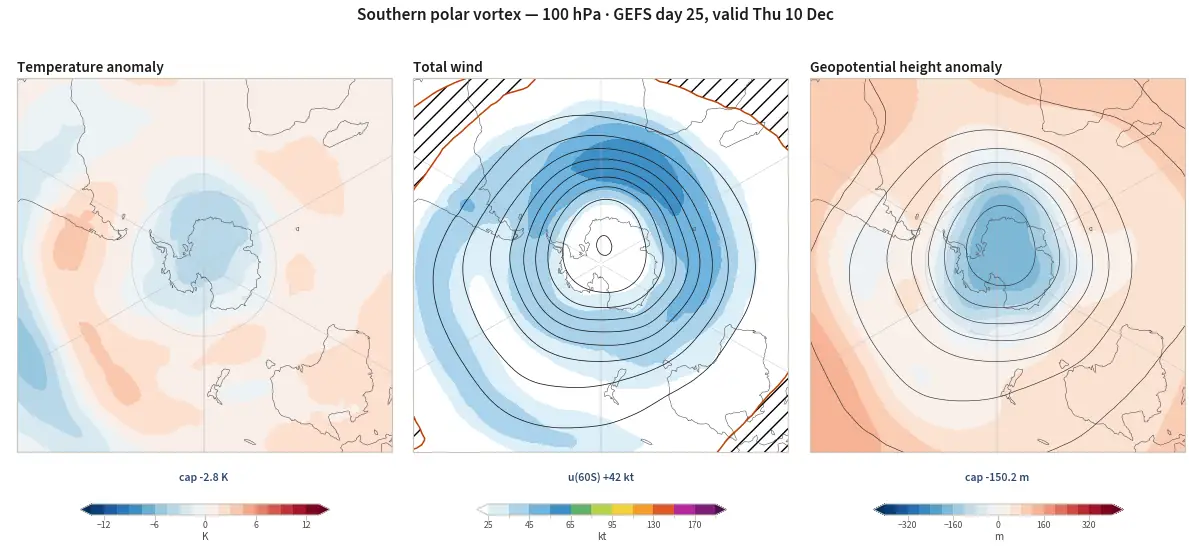 Southern polar vortex — 100 hPa · GEFS day 25, valid Thu 10 Dec
Temperature anomaly
Total wind
Geopotential height anomaly
cap -2.8 K
u(60S) +42 kt
cap -150.2 m
−12 −6 0 6 12
K
25 45 65 95 130 170
kt
−320 −160 0 160 320
m